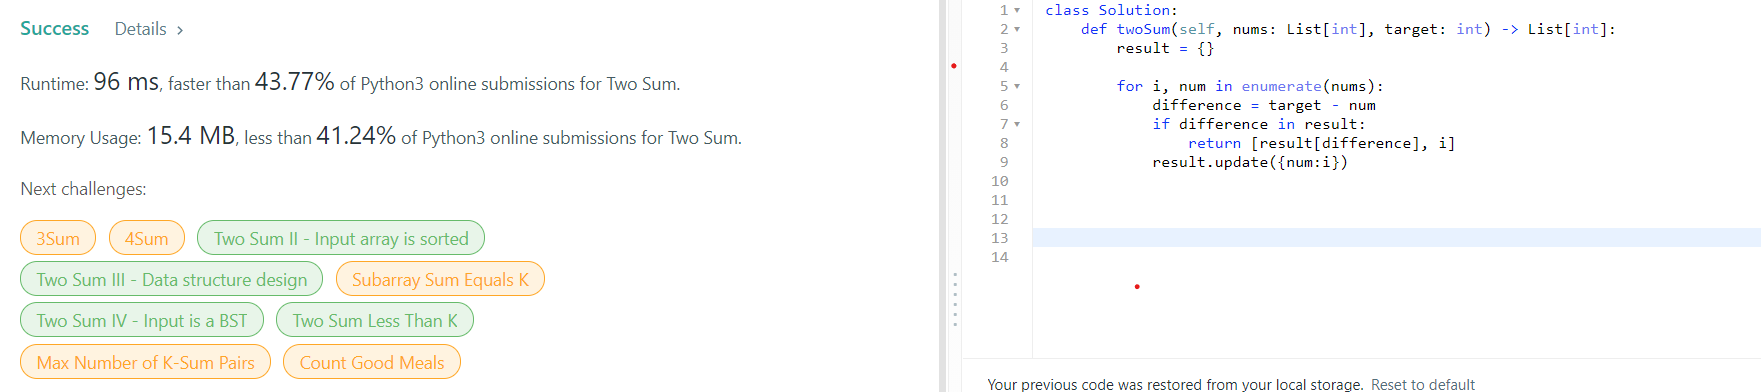 Success Details >
Runtime: 96 ms, faster than 43.77% of Python3 online submissions for Two Sum.
Memory Usage: 15.4 MB, less than 41.24% of Python3 online submissions for Two Sum.
Next challenges:
3Sum 4Sum Two Sum II - Input array is sorted
Two Sum III - Data structure design Subarray Sum Equals K
Two Sum IV - Input is a BST Two Sum Less Than K
Max Number of K-Sum Pairs Count Good Meals
1 class Solution:
2     def twoSum(self, nums: List[int], target: int) -> List[int]:
3         result = {}
4
5         for i, num in enumerate(nums):
6             difference = target - num
7             if difference in result:
8                 return [result[difference], i]
9             result.update({num:i})
10
11
12
13
14
Your previous code was restored from your local storage. Reset to default